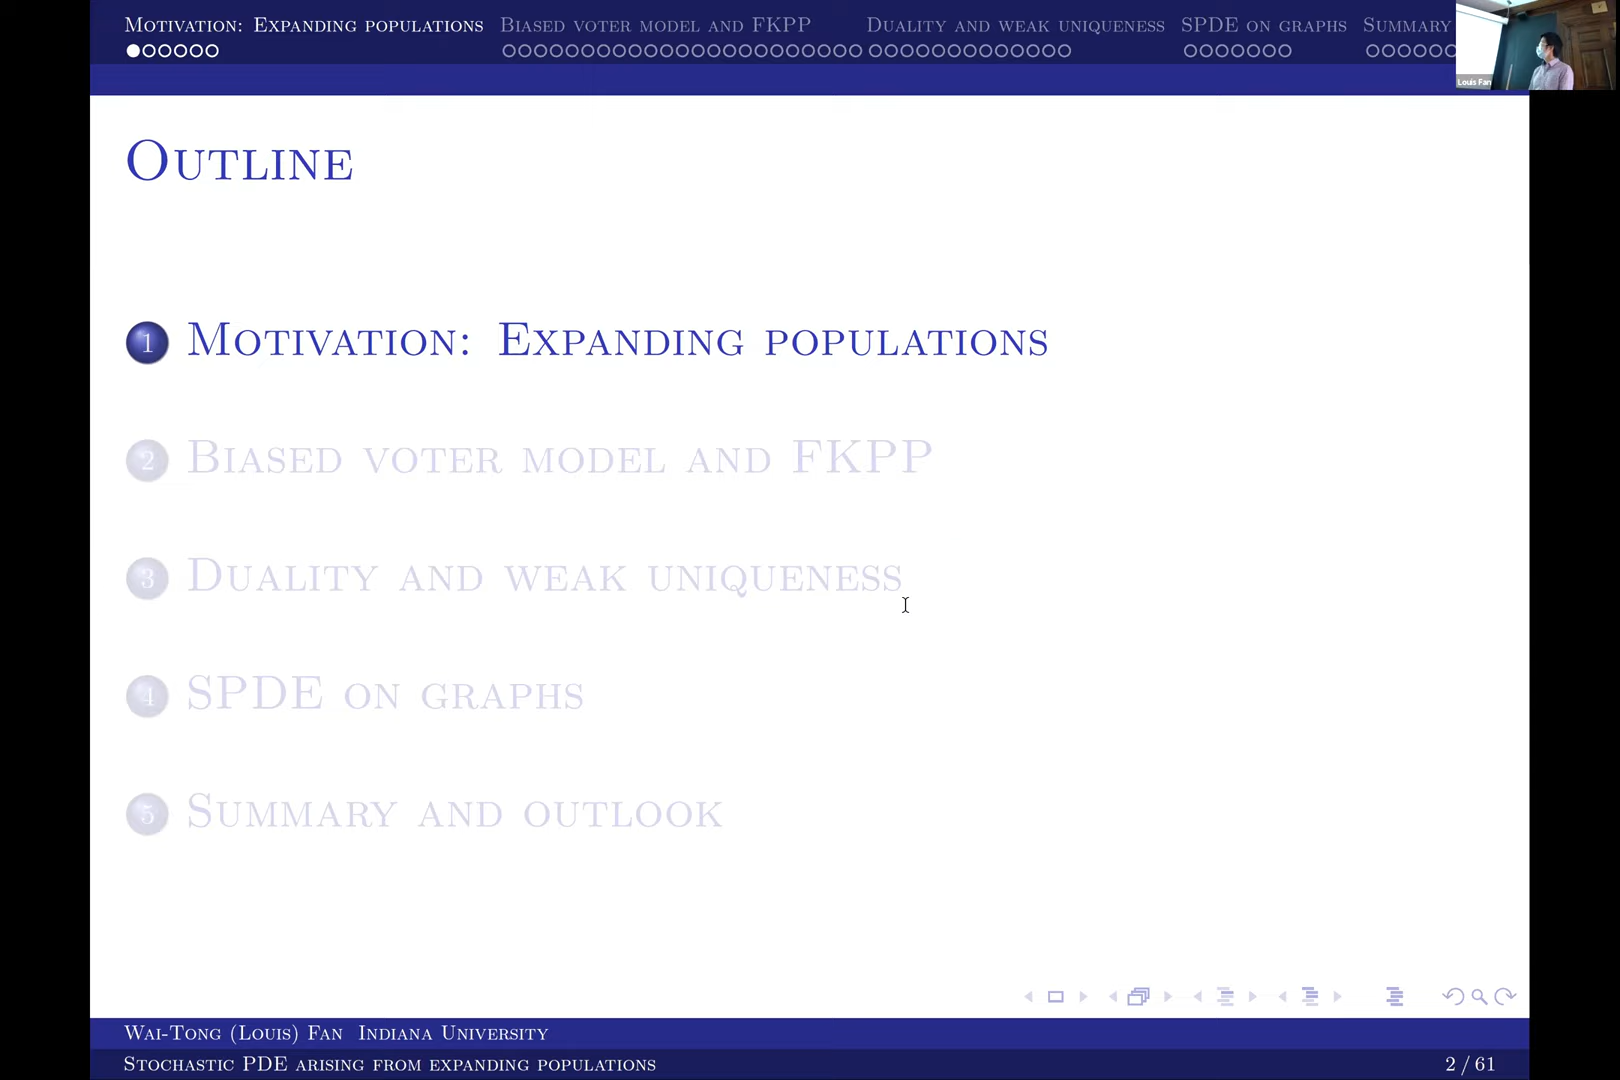 Motivation: Expanding populations Biased voter model and FKPP Duality and weak uniqueness SPDE on graphs Summary
Louis Fan
Outline
1 Motivation: Expanding populations
2 Biased voter model and FKPP
3 Duality and weak uniqueness
4 SPDE on graphs
5 Summary and outlook
Wai-Tong (Louis) Fan Indiana University
Stochastic PDE arising from expanding populations 2 / 61